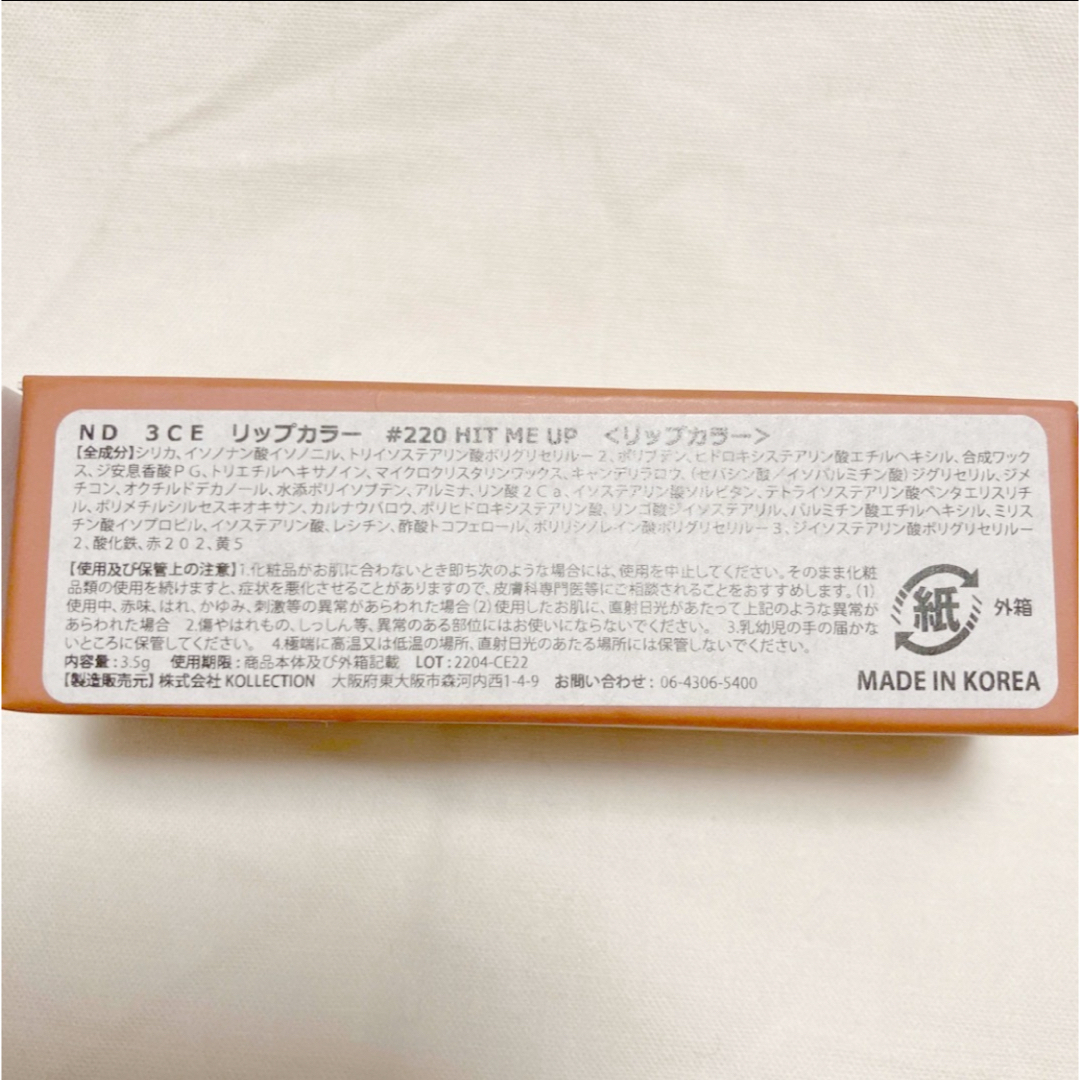 ND 3CE リップカラー #220 HIT ME UP ＜リップカラー＞
【全成分】シリカ、イソノナン酸イソノニル、トリイソステアリン酸ポリグリセリル－2、ポリブテン、ヒドロキシステアリン酸エチルヘキシル、合成ワック
ス、ジ安息香酸ＰＧ、トリエチルヘキサノイン、マイクロクリスタリンワックス、キャンデリラロウ、(セバシン酸／イソパルミチン酸)ジグリセリル、ジメ
チコン、オクチルドデカノール、水添ポリイソブテン、アルミナ、リン酸２Ｃａ、イソステアリン酸ソルビタン、テトライソステアリン酸ペンタエリスリチ
ル、ポリメチルシルセスキオキサン、カルナウバロウ、ポリヒドロキシステアリン酸、リンゴ酸ジイソステアリル、パルミチン酸エチルヘキシル、ミリス
チン酸イソプロピル、イソステアリン酸、レシチン、酢酸トコフェロール、ポリリシノレイン酸ポリグリセリル－３、ジイソステアリン酸ポリグリセリル－
２、酸化鉄、赤２０２、黄５
【使用及び保管上の注意】1.化粧品がお肌に合わないとき即ち次のような場合には、使用を中止してください。そのまま化粧
品類の使用を続けますと、症状を悪化させることがありますので、皮膚科専門医等にご相談されることをおすすめします。(1)
使用中、赤味、はれ、かゆみ、刺激等の異常があらわれた場合(2)使用したお肌に、直射日光があたって上記のような異常が
あらわれた場合 2.傷やはれもの、しっしん等、異常のある部位にはお使いにならないでください。 3.乳幼児の手の届かな
いところに保管してください。 4.極端に高温又は低温の場所、直射日光のあたる場所には保管しないでください。
内容量:3.5g 使用期限:商品本体及び外箱記載 LOT:2204-CE22
【製造販売元】株式会社 KOLLECTION 大阪府東大阪市森河内西1-4-9 お問い合わせ:06-4306-5400
紙 外箱
MADE IN KOREA